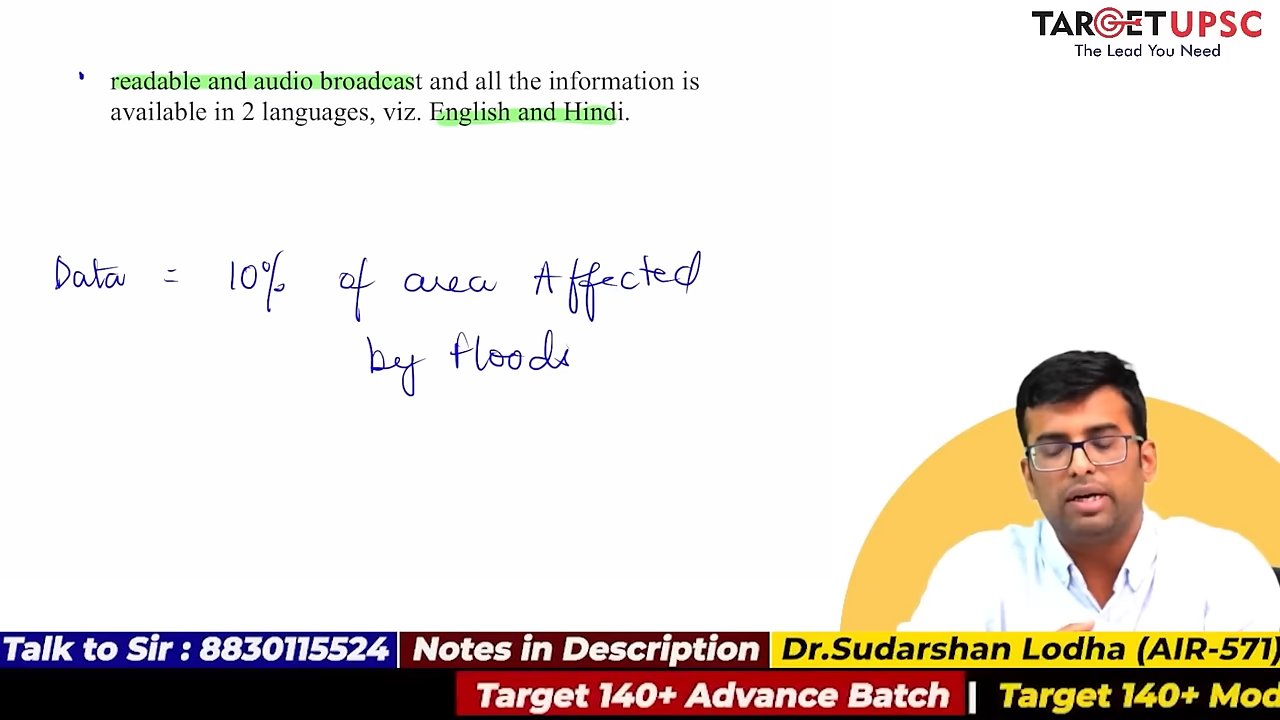 TARGETUPSC
The Lead You Need
readable and audio broadcast and all the information is
available in 2 languages, viz. English and Hindi.
Data = 10% of area Affected
by floods
Talk to Sir : 8830115524 Notes in Description Dr.Sudarshan Lodha (AIR-571)
Target 140+ Advance Batch | Target 140+ Mod